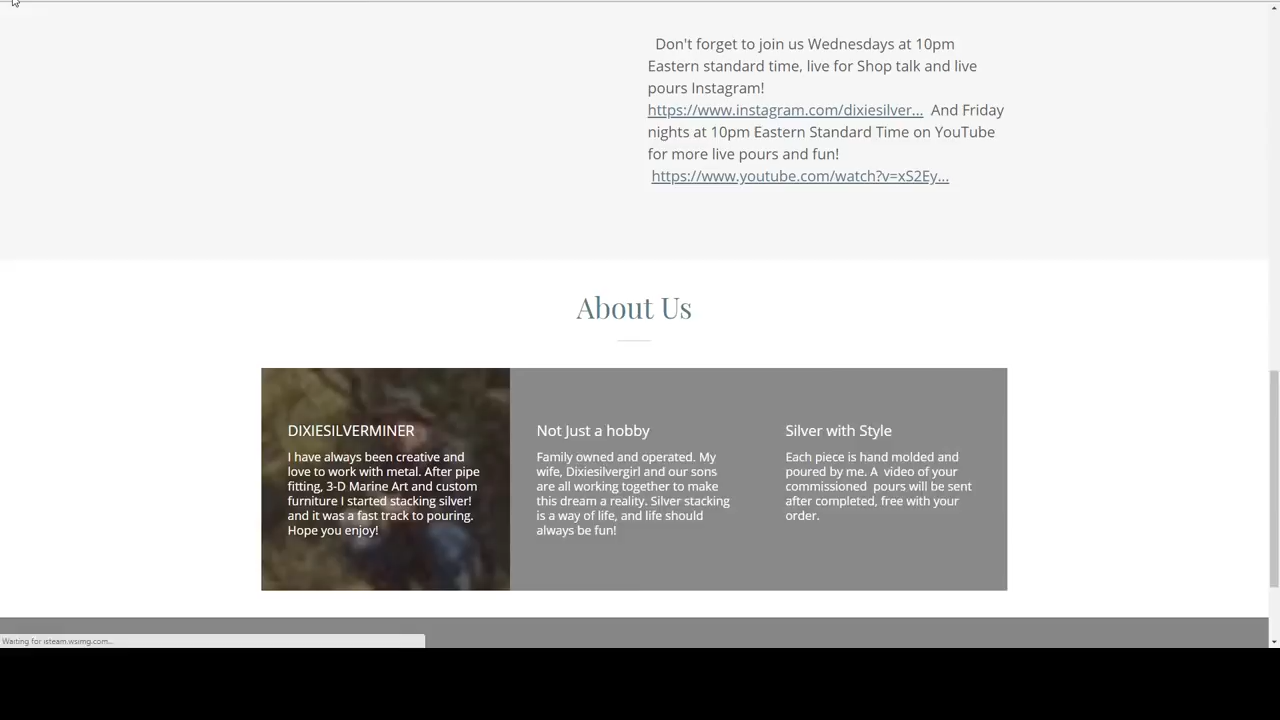 Don't forget to join us Wednesdays at 10pm
Eastern standard time, live for Shop talk and live
pours Instagram!
https://www.instagram.com/dixiesilver... And Friday
nights at 10pm Eastern Standard Time on YouTube
for more live pours and fun!
https://www.youtube.com/watch?v=xS2Ey...
About Us
DIXIESILVERMINER
I have always been creative and
love to work with metal. After pipe
fitting, 3-D Marine Art and custom
furniture I started stacking silver!
and it was a fast track to pouring.
Hope you enjoy!
Not Just a hobby
Family owned and operated. My
wife, Dixiesilvergirl and our sons
are all working together to make
this dream a reality. Silver stacking
is a way of life, and life should
always be fun!
Silver with Style
Each piece is hand molded and
poured by me. A video of your
commissioned pours will be sent
after completed, free with your
order.
Waiting for isteam.wsimg.com...